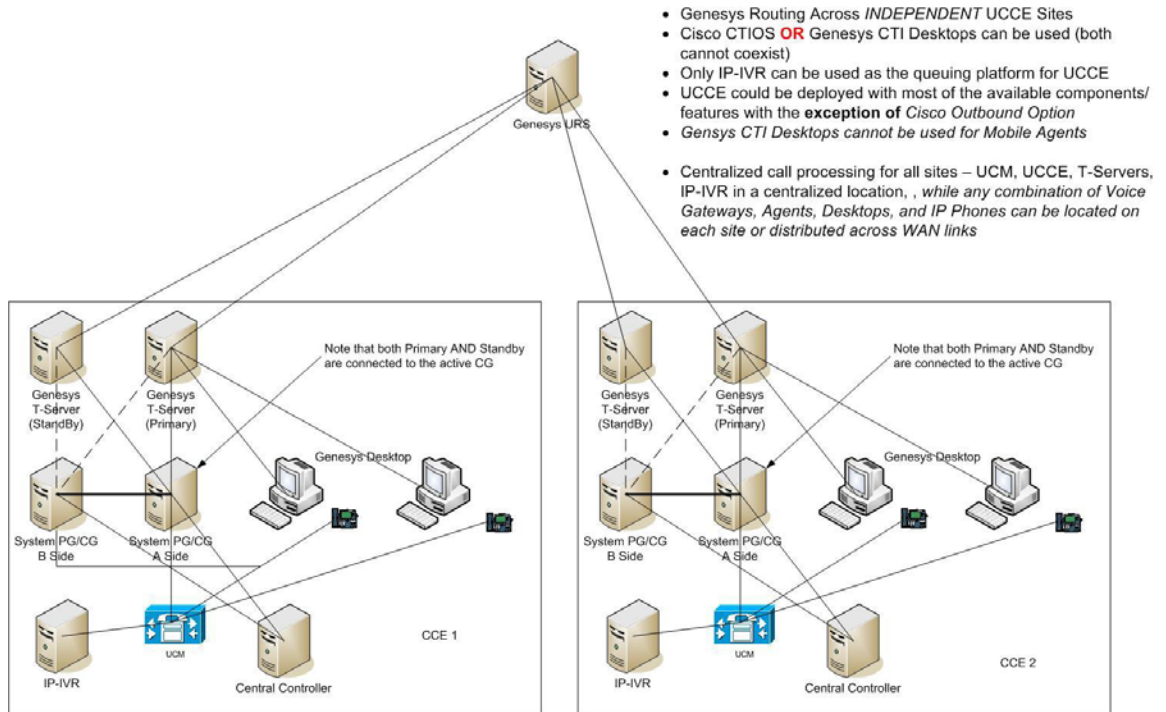 • Genesys Routing Across INDEPENDENT UCCE Sites
• Cisco CTIOS OR Genesys CTI Desktops can be used (both
cannot coexist)
• Only IP-IVR can be used as the queuing platform for UCCE
• UCCE could be deployed with most of the available components/
features with the exception of Cisco Outbound Option
• Gensys CTI Desktops cannot be used for Mobile Agents
• Centralized call processing for all sites – UCM, UCCE, T-Servers,
IP-IVR in a centralized location, , while any combination of Voice
Gateways, Agents, Desktops, and IP Phones can be located on
each site or distributed across WAN links
Genesys URS
Note that both Primary AND Standby
are connected to the active CG
Genesys
T-Server
(StandBy)
Genesys
T-Server
(Primary)
Genesys Desktop
System PG/CG
B Side
System PG/CG
A Side
IP-IVR
UCM
Central Controller
CCE 1
Note that both Primary AND Standby
are connected to the active CG
Genesys
T-Server
(StandBy)
Genesys
T-Server
(Primary)
Genesys Desktop
System PG/CG
B Side
System PG/CG
A Side
IP-IVR
UCM
Central Controller
CCE 2